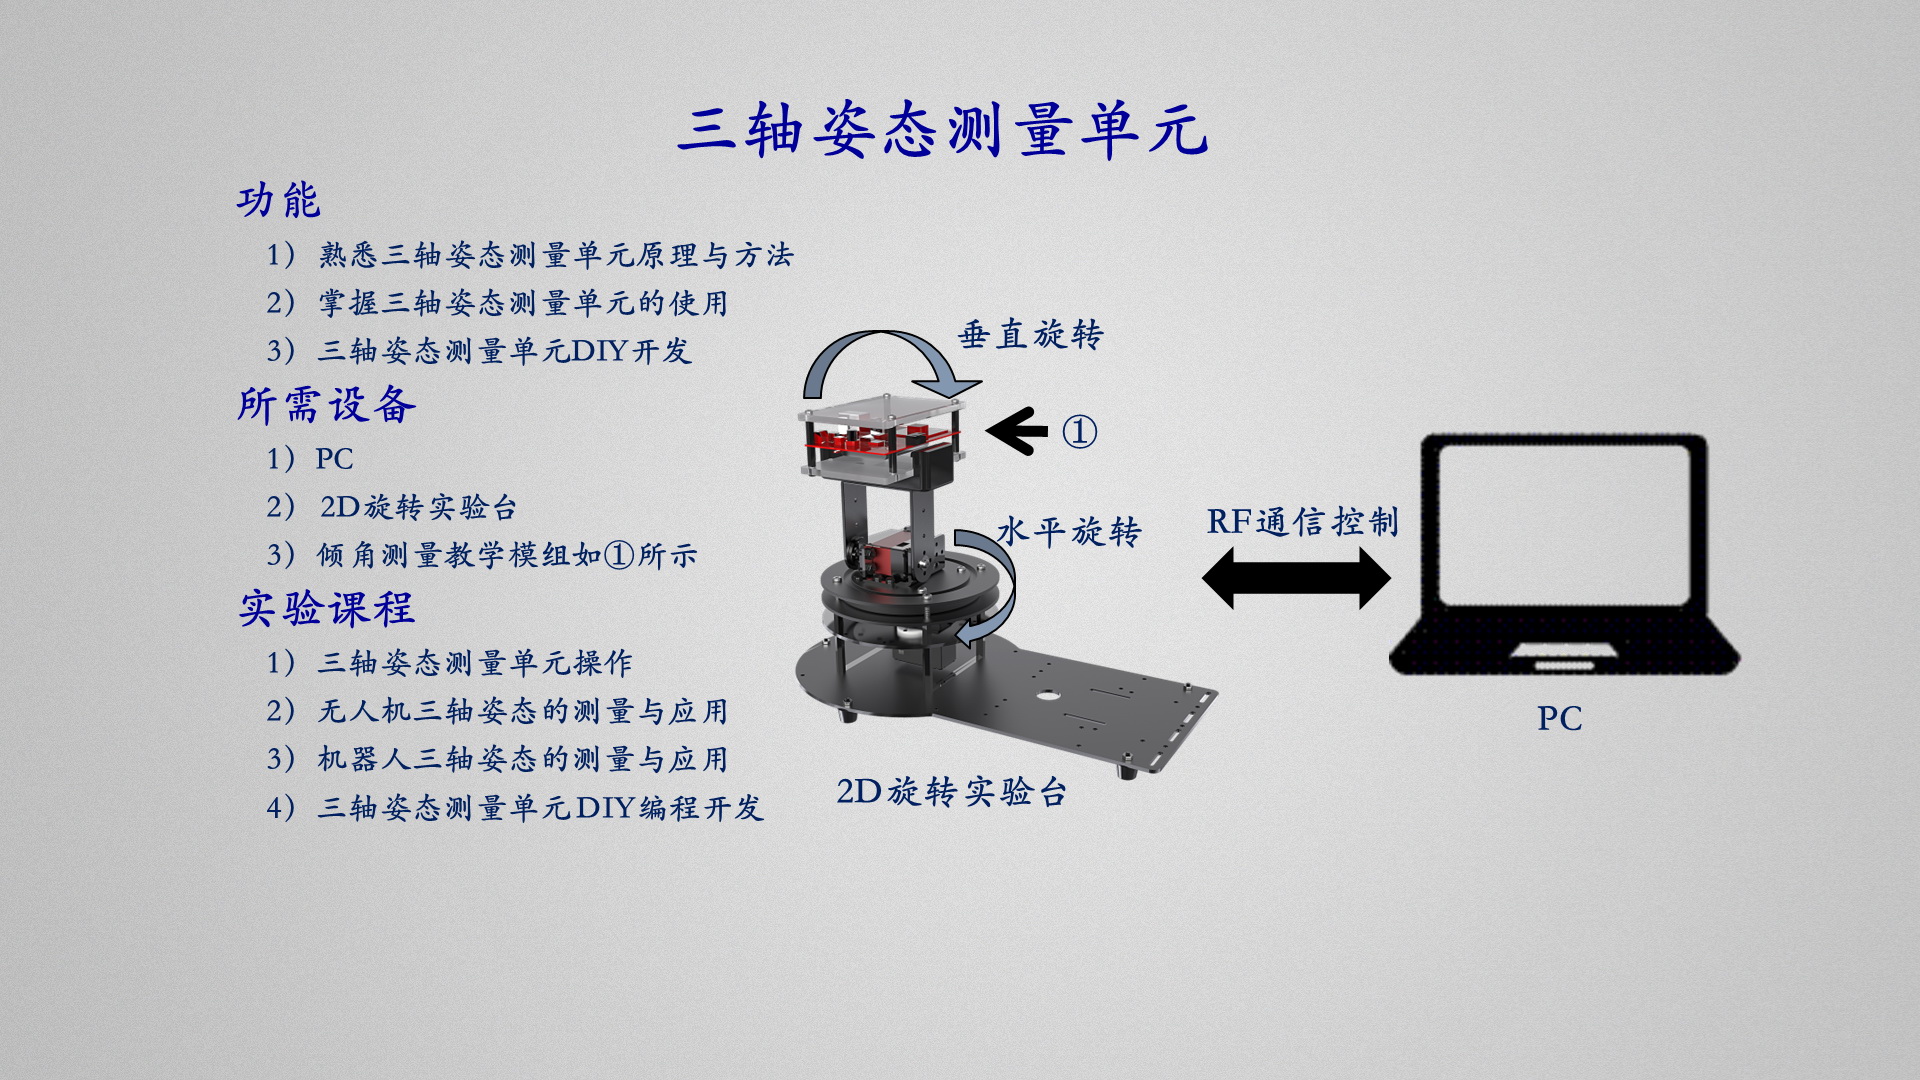 三轴姿态测量单元
功能
1) 熟悉三轴姿态测量单元原理与方法
2) 掌握三轴姿态测量单元的使用
3) 三轴姿态测量单元DIY开发
所需设备
1) PC
2) 2D旋转实验台
3) 倾角测量教学模组如①所示
实验课程
1) 三轴姿态测量单元操作
2) 无人机三轴姿态的测量与应用
3) 机器人三轴姿态的测量与应用
4) 三轴姿态测量单元DIY编程开发
垂直旋转
①
水平旋转
2D旋转实验台
RF通信控制
PC